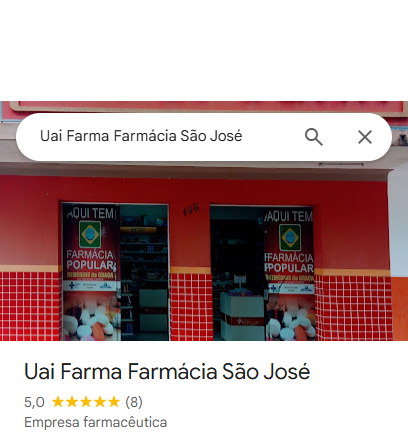 Uai Farma Farmácia São José
155
AQUI TEM
FARMÁCIA
POPULAR
REMÉDIOS DE GRAÇA
AQUI TEM
FARMÁCIA
POPULAR
REMÉDIOS DE GRAÇA
Uai Farma Farmácia São José
5,0 (8)
Empresa farmacêutica